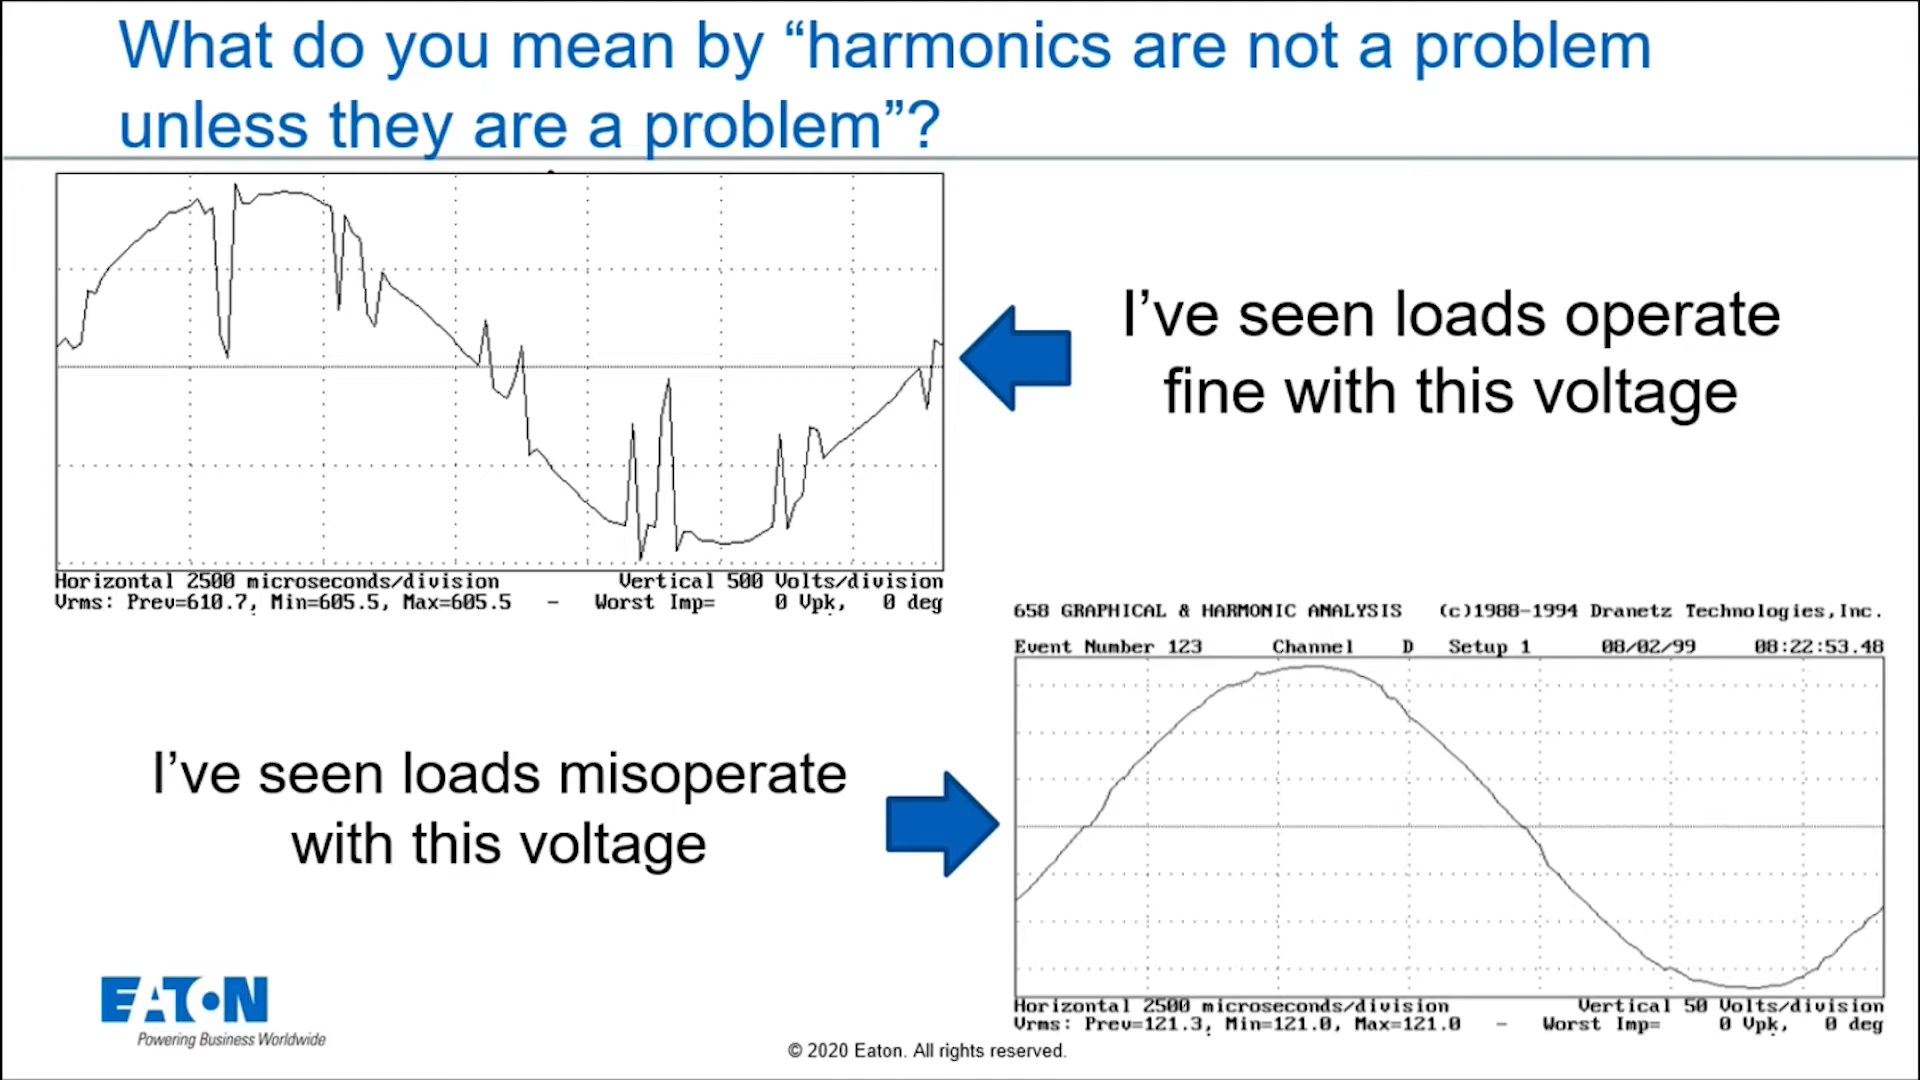 What do you mean by “harmonics are not a problem
unless they are a problem”?
Horizontal 2500 microseconds/division Vertical 500 Volts/division
Vrms: Prev=610.7, Min=605.5, Max=605.5 - Worst Imp= 0 Vpk, 0 deg
I’ve seen loads operate
fine with this voltage
I’ve seen loads misoperate
with this voltage
658 GRAPHICAL & HARMONIC ANALYSIS (c)1988-1994 Dranetz Technologies,Inc.
Event Number 123 Channel D Setup 1 08/02/99 08:22:53.48
Horizontal 2500 microseconds/division Vertical 50 Volts/division
Vrms: Prev=121.3, Min=121.0, Max=121.0 - Worst Imp= 0 Vpk, 0 deg
EATON
Powering Business Worldwide
© 2020 Eaton. All rights reserved.